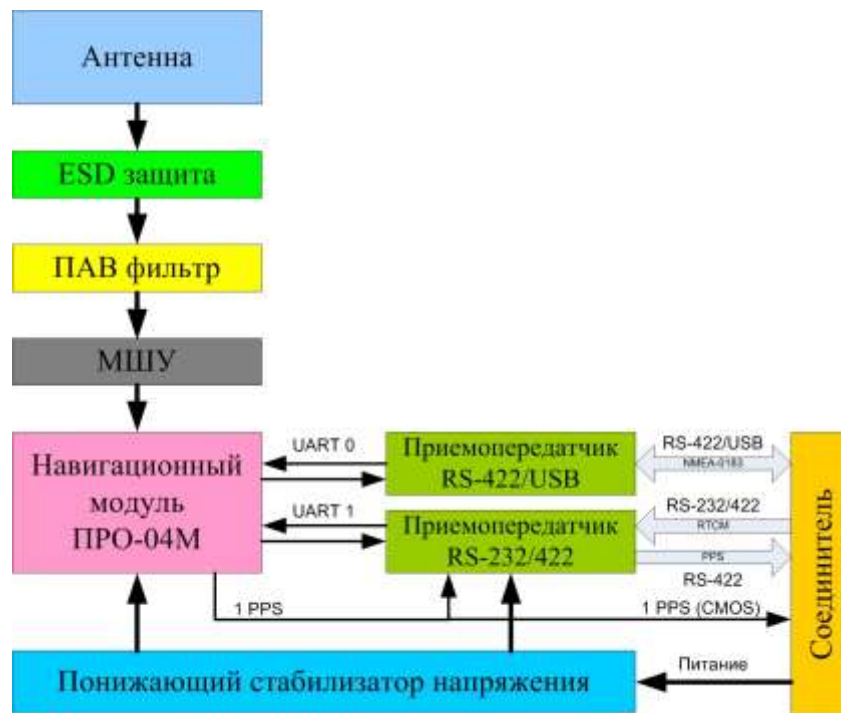 Антенна
ESD защита
ПАВ фильтр
МШУ
Навигационный
модуль
ПРО-04М
UART 0
UART 1
Приемопередатчик
RS-422/USB
Приемопередатчик
RS-232/422
RS-422/USB
NMEA-0183
RS-232/422
RTCM
PPS
RS-422
1 PPS
1 PPS (CMOS)
Соединитель
Питание
Понижающий стабилизатор напряжения